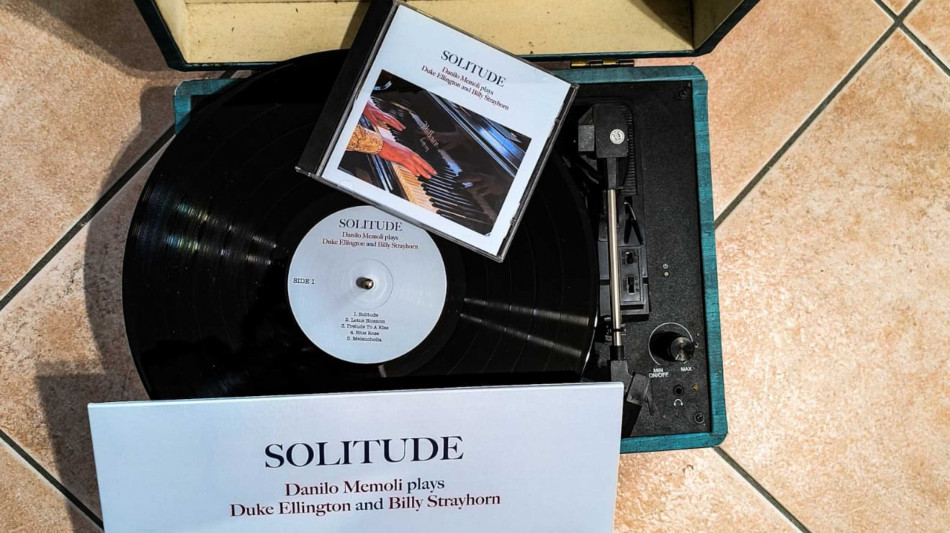 SOLITUDE
Danilo Memoli plays
Duke Ellington and Billy Strayhorn
SOLITUDE
Danilo Memoli plays
Duke Ellington and Billy Strayhorn
SIDE 1
1. Solitude
2. Lotus Blossom
3. Prelude To A Kiss
4. Blue Rose
5. Melancholia
MIN
MAX
ON/OFF
SOLITUDE
Danilo Memoli plays
Duke Ellington and Billy Strayhorn